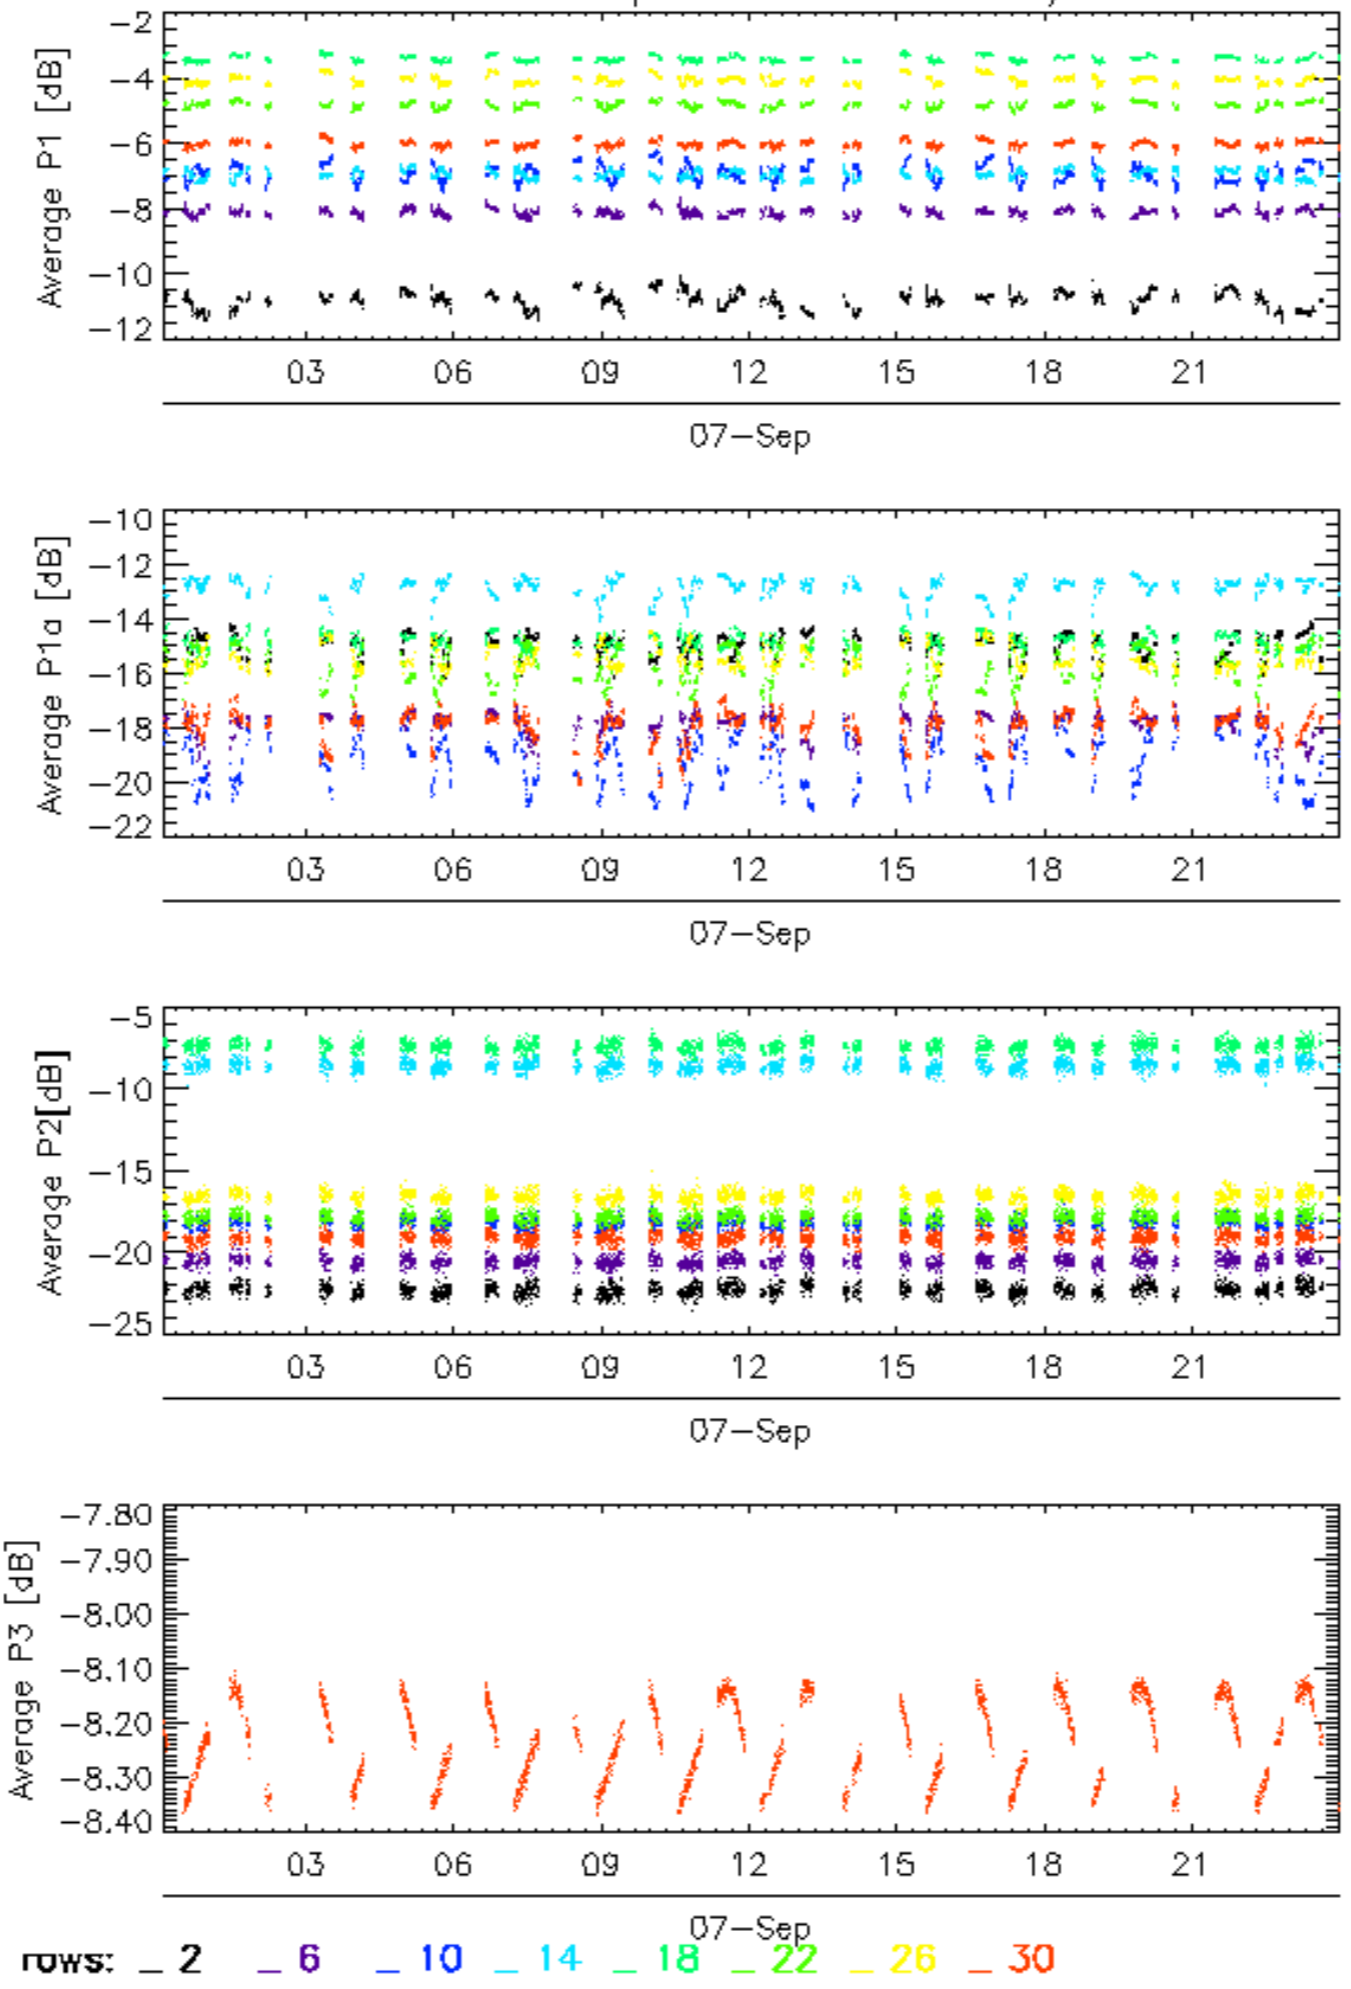 Average P1 [dB]
−2
−4
−6
−8
−10
−12
03 06 09 12 15 18 21
07−Sep
Average P1a [dB]
−10
−12
−14
−16
−18
−20
−22
03 06 09 12 15 18 21
07−Sep
Average P2[dB]
−5
−10
−15
−20
−25
03 06 09 12 15 18 21
07−Sep
Average P3 [dB]
−7.80
−7.90
−8.00
−8.10
−8.20
−8.30
−8.40
03 06 09 12 15 18 21
07−Sep
rows: _ 2 _ 6 _ 10 _ 14 _ 18 _ 22 _ 26 _ 30